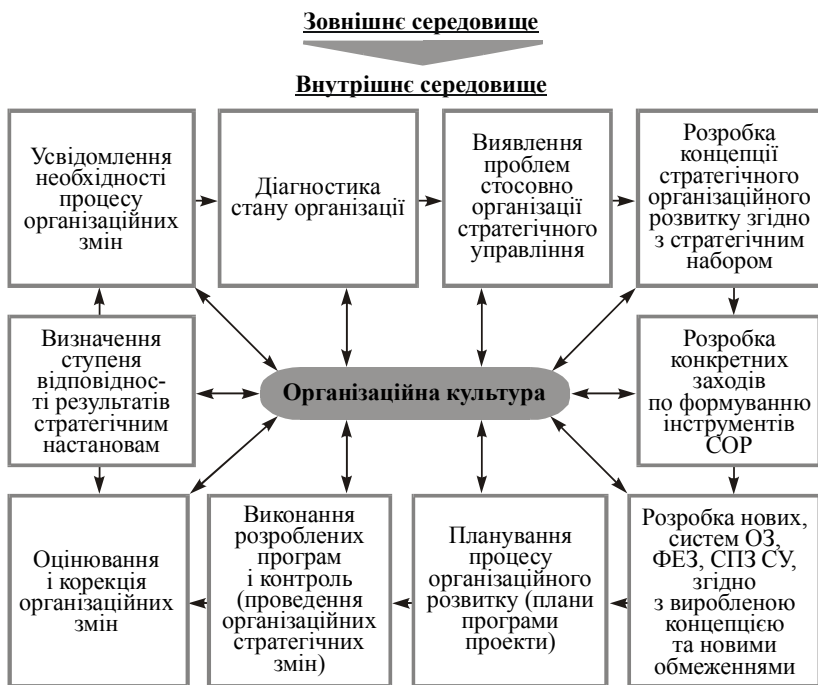 Зовнішнє середовище
Внутрішнє середовище
Усвідомлення
необхідності
процесу
організаційних
змін
Діагностика
стану організації
Виявлення
проблем
стосовно
організації
стратегічного
управління
Розробка
концепції
стратегічного
організаційного
розвитку згідно
з стратегічним
набором
Визначення
ступеня
відповіднос-
ті результатів
стратегічним
настановам
Організаційна культура
Розробка
конкретних
заходів
по формуванню
інструментів
СОР
Оцінювання
і корекція
організаційних
змін
Виконання
розроблених
програм
і контроль
(проведення
організаційних
стратегічних
змін)
Планування
процесу
організаційного
розвитку (плани
програми
проекти)
Розробка нових,
систем ОЗ,
ФЕЗ, СПЗ СУ,
згідно
з виробленою
концепцією
та новими
обмеженнями